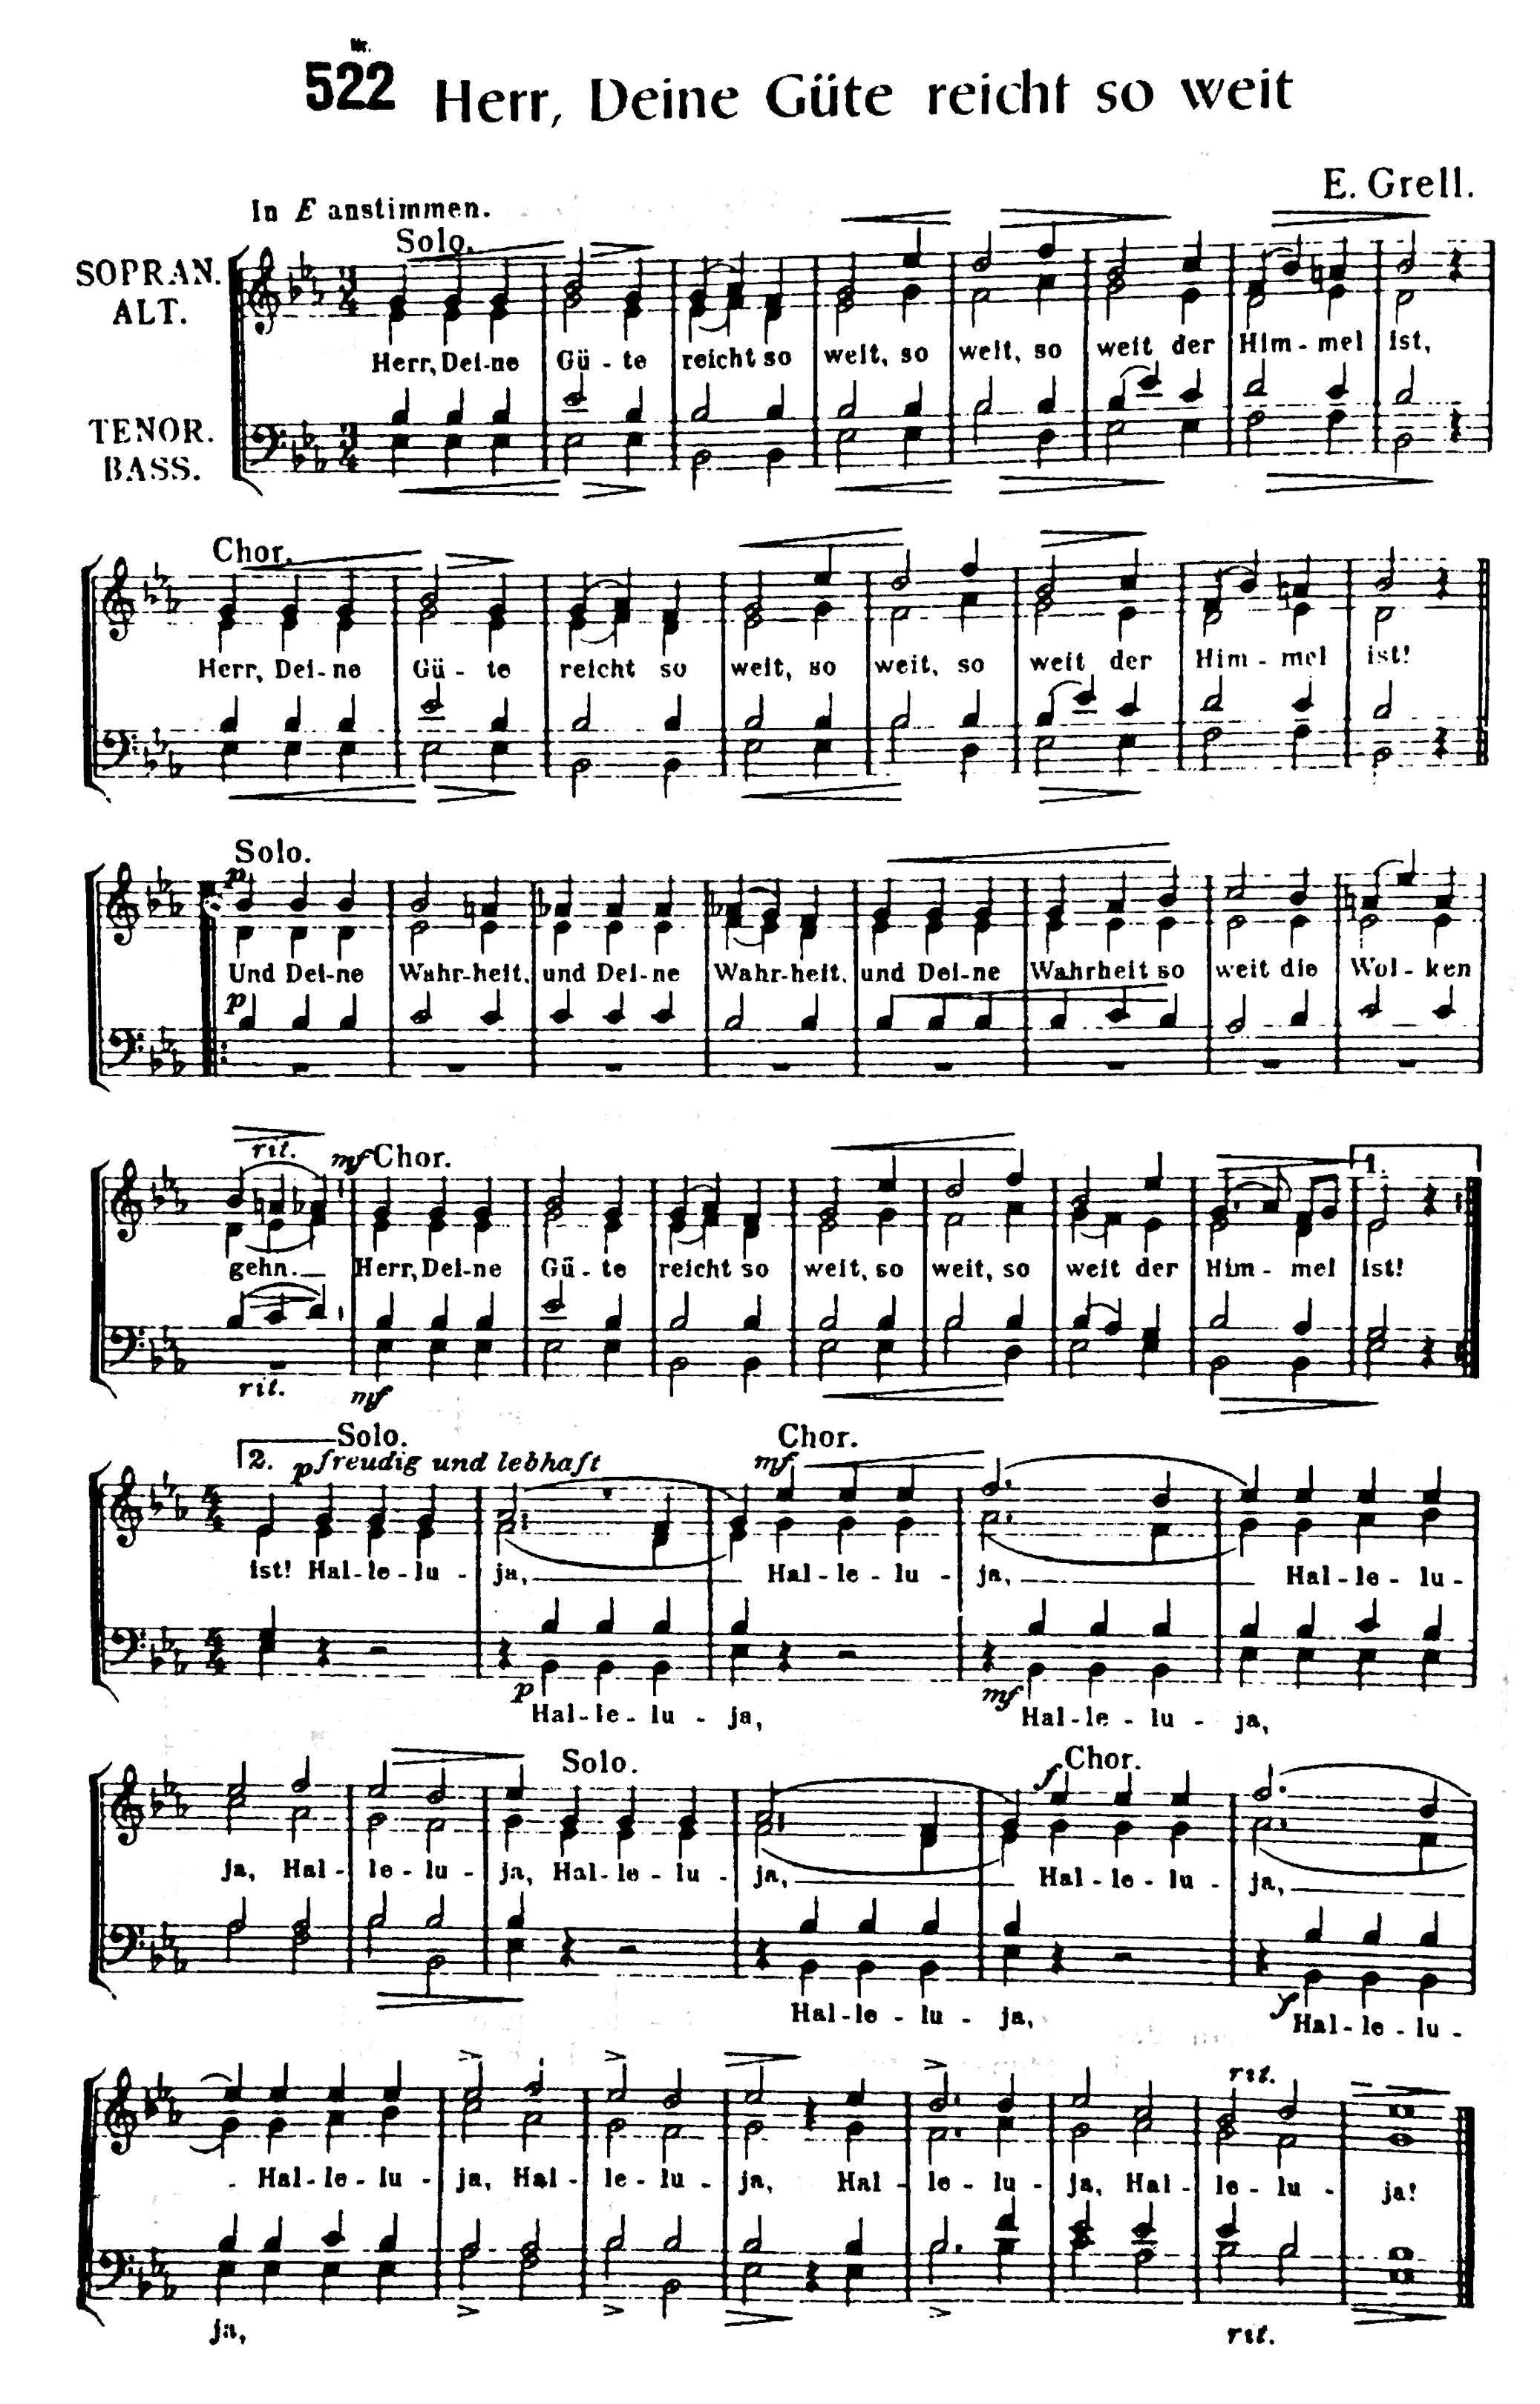 Nr.
522 Herr, Deine Güte reicht so weit
E. Grell.
In E anstimmen.
Solo.
SOPRAN.
ALT.
3
4
Herr, Dei-ne Gü - te reicht so weit, so weit, so weit der Him - mel ist,
TENOR.
BASS.
3
4
Chor.
Herr, Dei-ne Gü - te reicht so weit, so weit, so weit der Him - mel ist!
Solo.
p
Und Dei-ne Wahr-heit, und Dei-ne Wahr-heit, und Dei-ne Wahrheit so weit die Wol - ken
p
rit. mf Chor. 1.
gehn. Herr, Dei-ne Gü - te reicht so weit, so weit, so weit der Him - mel ist!
rit. mf
2. Solo. Chor.
p freudig und lebhaft mf
4
4
ist! Hal-le-lu - ja, Hal-le-lu - ja, Hal-le-lu-
4
4
p mf
Hal-le-lu - ja, Hal-le-lu - ja,
Solo. f Chor.
ja, Hal - le-lu - ja, Hal-le-lu - ja, Hal-le-lu - ja,
f
Hal-le-lu - ja, Hal-le-lu -
rit.
- Hal-le-lu - ja, Hal - le-lu - ja, Hal - le-lu - ja, Hal - le-lu - ja!
ja, rit.